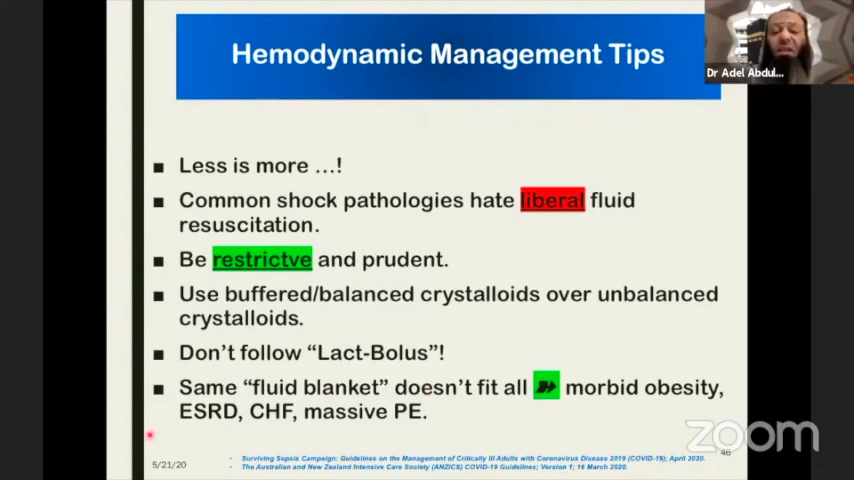 Hemodynamic Management Tips
Dr Adel Abdul...
■ Less is more ...!
■ Common shock pathologies hate liberal fluid
resuscitation.
■ Be restrictve and prudent.
■ Use buffered/balanced crystalloids over unbalanced
crystalloids.
■ Don't follow “Lact-Bolus”!
■ Same “fluid blanket” doesn't fit all morbid obesity,
ESRD, CHF, massive PE.
zoom
46
5/21/20
• Surviving Sepsis Campaign: Guidelines on the Management of Critically Ill Adults with Coronavirus Disease 2019 (COVID-19); April 2020.
• The Australian and New Zealand Intensive Care Society (ANZICS) COVID-19 Guidelines; Version 1; 16 March 2020.